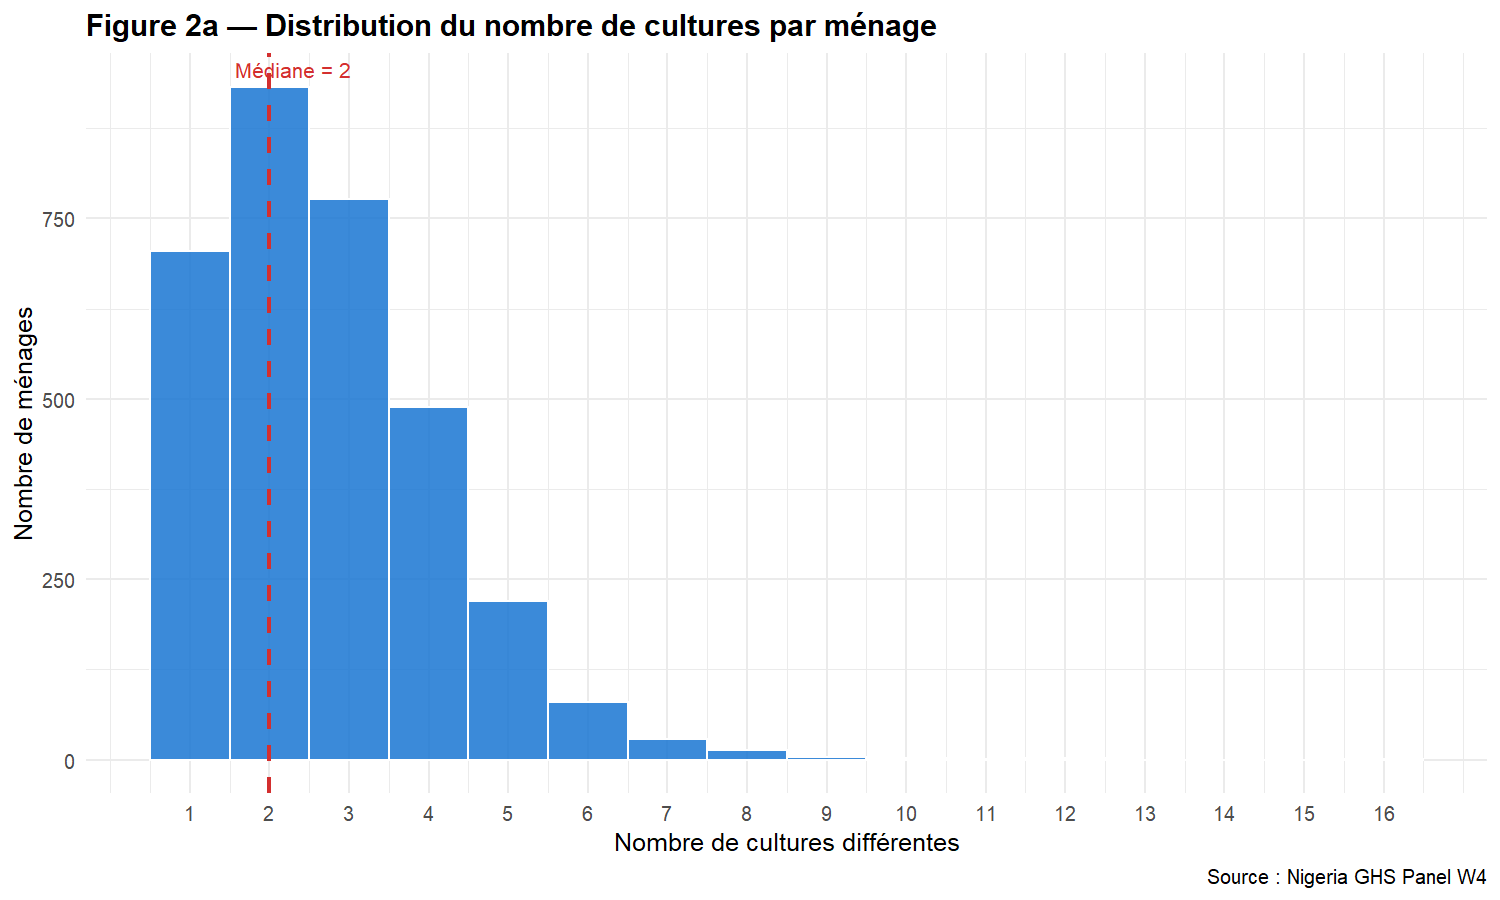 Figure 2a — Distribution du nombre de cultures par ménage
Médiane = 2
Nombre de ménages
750
500
250
0
1 2 3 4 5 6 7 8 9 10 11 12 13 14 15 16
Nombre de cultures différentes
Source : Nigeria GHS Panel W4